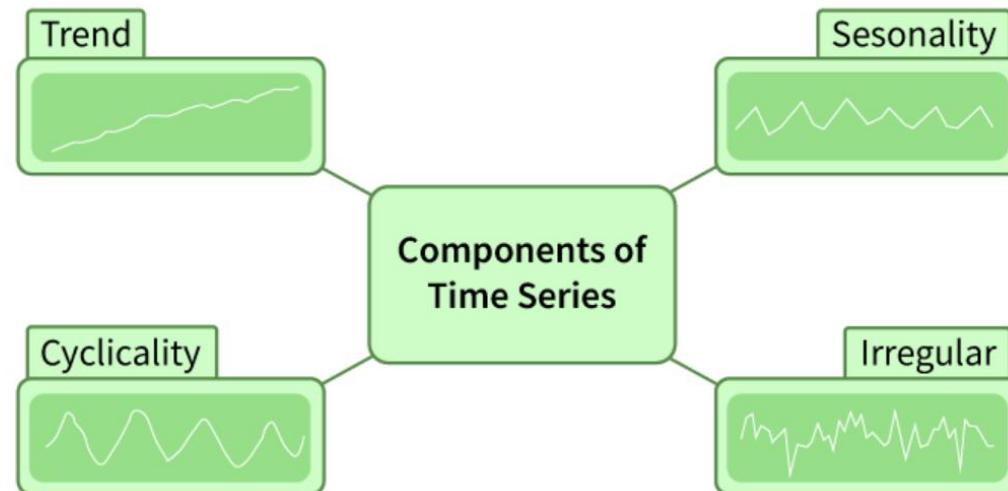 Trend
Sesonality
Components of
Time Series
Cyclicality
Irregular